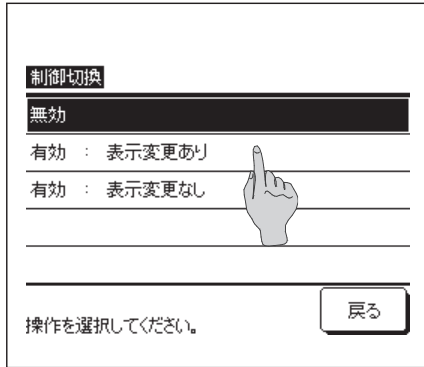 制御切換
無効
有効 : 表示変更あり
有効 : 表示変更なし
操作を選択してください。
戻る